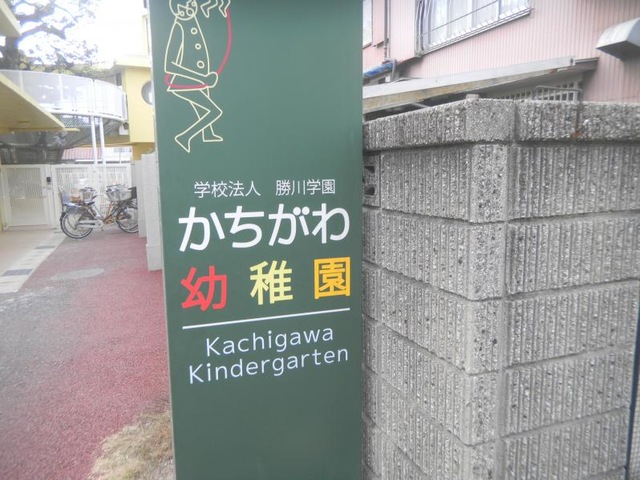 学校法人　勝川学園
かちがわ
幼稚園
Kachigawa
Kindergarten